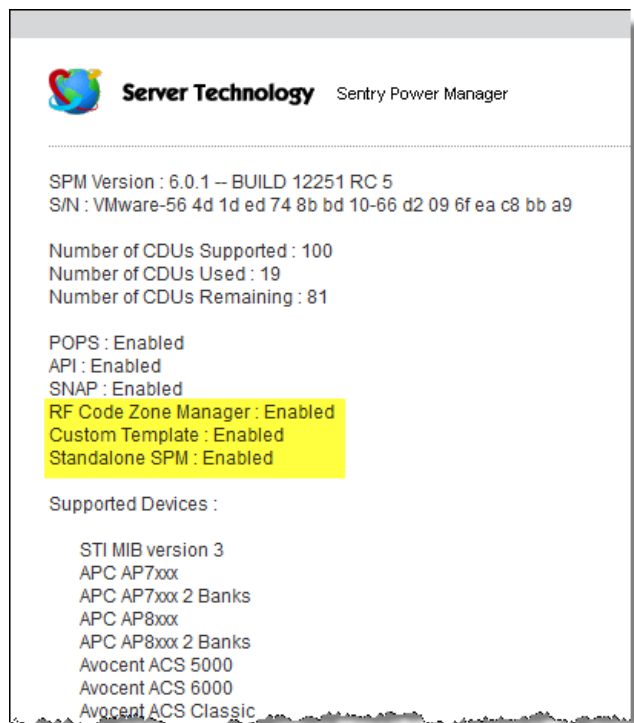 Server Technology Sentry Power Manager
SPM Version : 6.0.1 -- BUILD 12251 RC 5
S/N : VMware-56 4d 1d ed 74 8b bd 10-66 d2 09 6f ea c8 bb a9
Number of CDUs Supported : 100
Number of CDUs Used : 19
Number of CDUs Remaining : 81
POPS : Enabled
API : Enabled
SNAP : Enabled
RF Code Zone Manager : Enabled
Custom Template : Enabled
Standalone SPM : Enabled
Supported Devices :
STI MIB version 3
APC AP7xxx
APC AP7xxx 2 Banks
APC AP8xxx
APC AP8xxx 2 Banks
Avocent ACS 5000
Avocent ACS 6000
Avocent ACS Classic